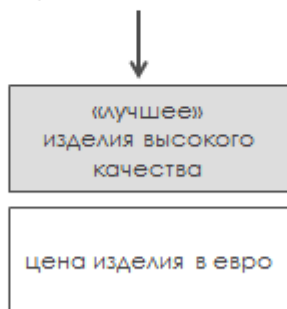 «лучшее»
изделия высокого
качества
цена изделия в евро